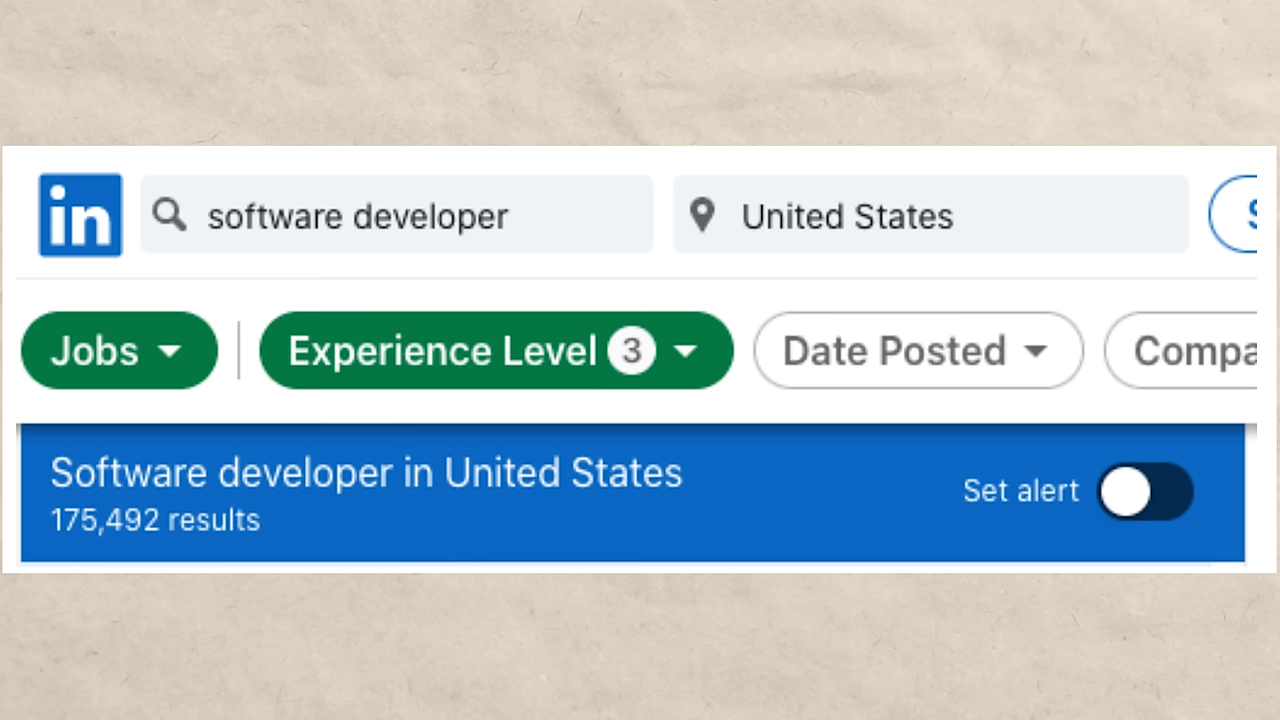 in software developer United States
Jobs Experience Level 3 Date Posted
Software developer in United States
175,492 results
Set alert